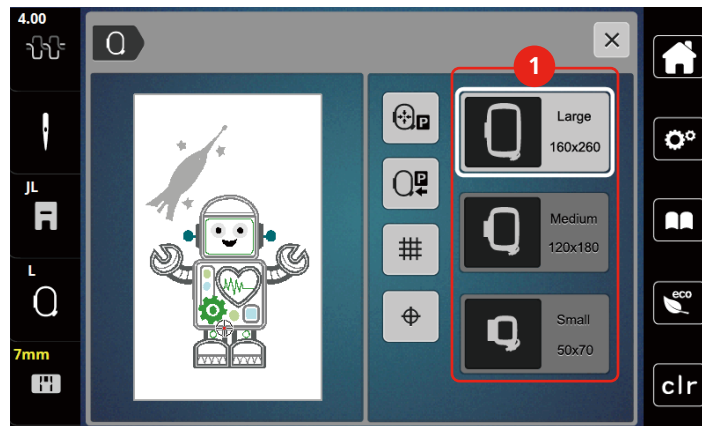 4.00
JL
L
7mm
P
P
1
Large
160x260
Medium
120x180
Small
50x70
eco
clr